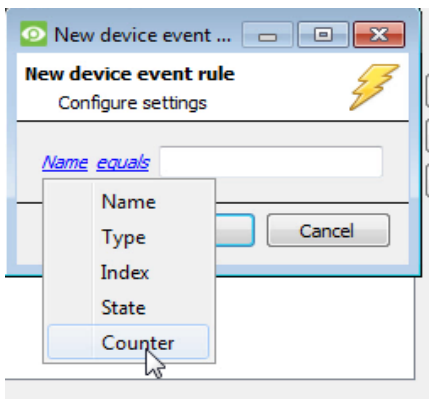 New device event ...
New device event rule
Configure settings
Name equals
Name
Type
Cancel
Index
State
Counter